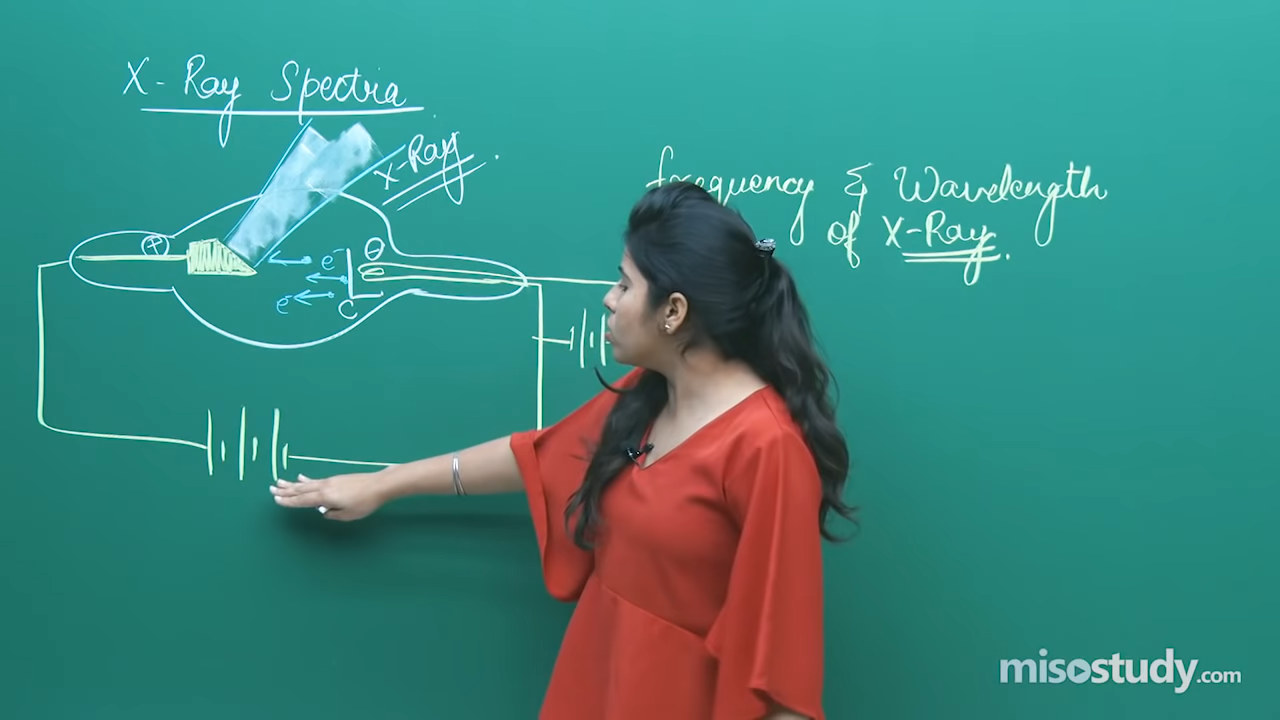 X-Ray Spectra
X-Ray
frequency & Wavelength
of X-Ray.
+
e⁻
e⁻
C
misostudy.com